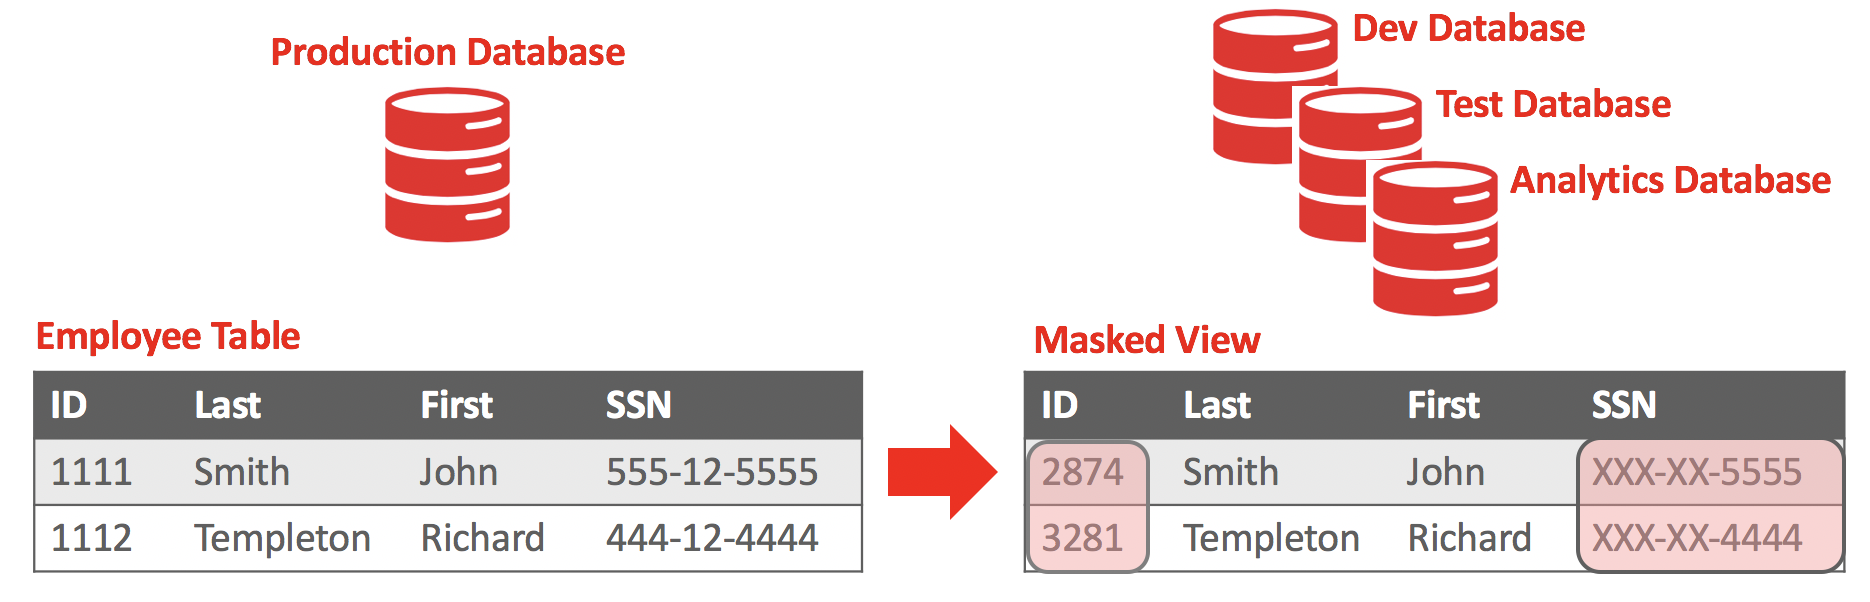 Production Database
Dev Database
Test Database
Analytics Database
Employee Table
ID Last First SSN
1111 Smith John 555-12-5555
1112 Templeton Richard 444-12-4444
Masked View
ID Last First SSN
2874 Smith John XXX-XX-5555
3281 Templeton Richard XXX-XX-4444